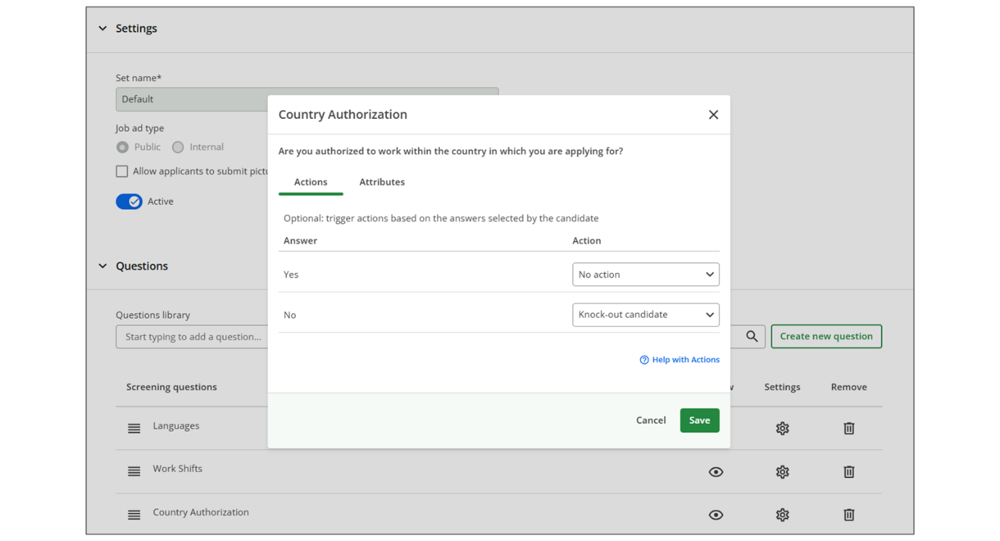 Settings
Set name*
Default
Job ad type
Public
Internal
Allow applicants to submit
Active
Country Authorization
Are you authorized to work within the country in which you are applying for?
Actions
Attributes
Optional: trigger actions based on the answers selected by the candidate
Answer
Action
Yes
No action
No
Knock-out candidate
Help with Actions
Cancel
Save
Questions
Questions library
Start typing to add a question...
Create new question
Screening questions
Settings
Remove
Languages
Work Shifts
Country Authorization